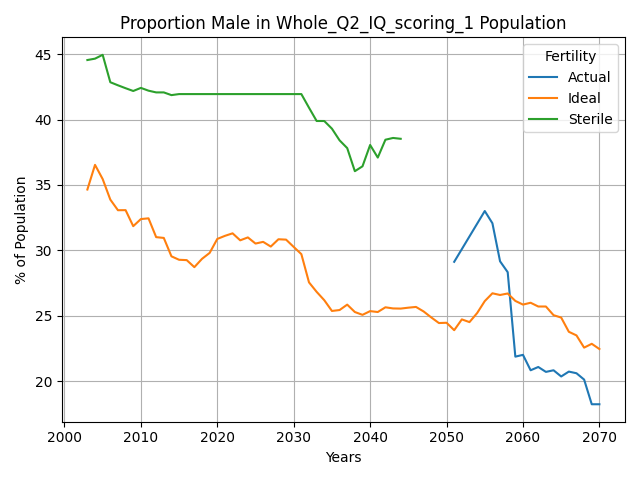 Proportion Male in Whole_Q2_IQ_scoring_1 Population
% of Population
45
40
35
30
25
20
Fertility
Actual
Ideal
Sterile
2000 2010 2020 2030 2040 2050 2060 2070
Years